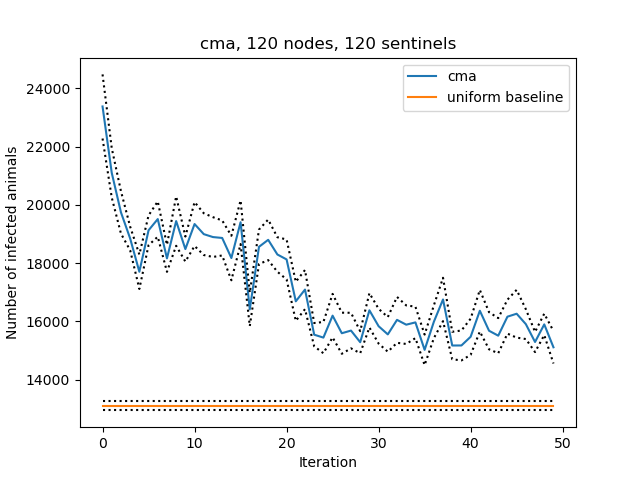 cma, 120 nodes, 120 sentinels
cma
uniform baseline
Number of infected animals
24000
22000
20000
18000
16000
14000
0 10 20 30 40 50
Iteration